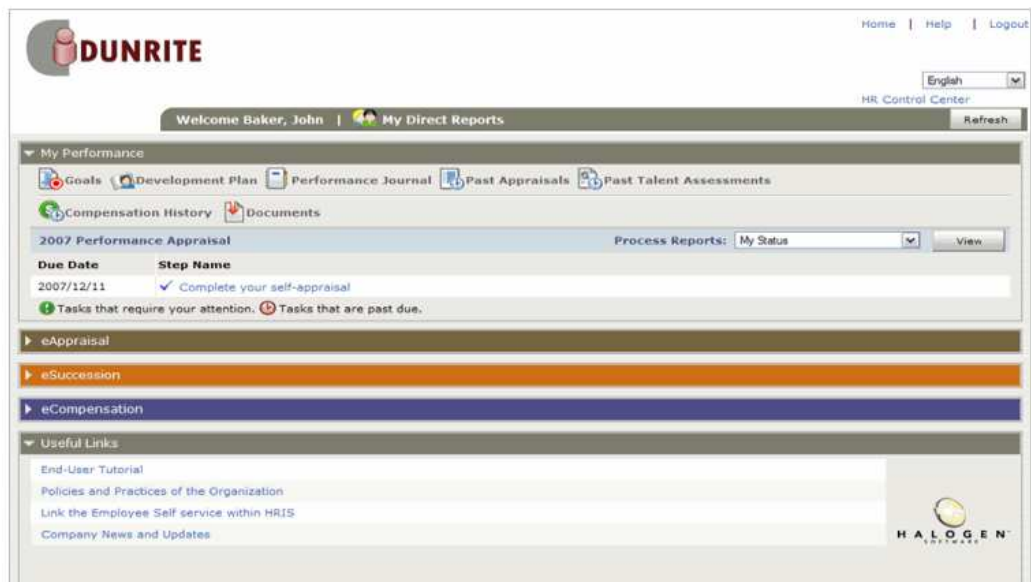 Home | Help | Logout
DUNRITE
English
HR Control Center
Welcome Baker, John | My Direct Reports
Refresh
My Performance
Goals Development Plan Performance Journal Past Appraisals Past Talent Assessments
Compensation History Documents
2007 Performance Appraisal Process Reports: My Status View
Due Date Step Name
2007/12/11 Complete your self-appraisal
Tasks that require your attention. Tasks that are past due.
eAppraisal
eSuccession
eCompensation
Useful Links
End-User Tutorial
Policies and Practices of the Organization
Link the Employee Self service within HRIS
Company News and Updates
HALOGEN
SOFTWARE